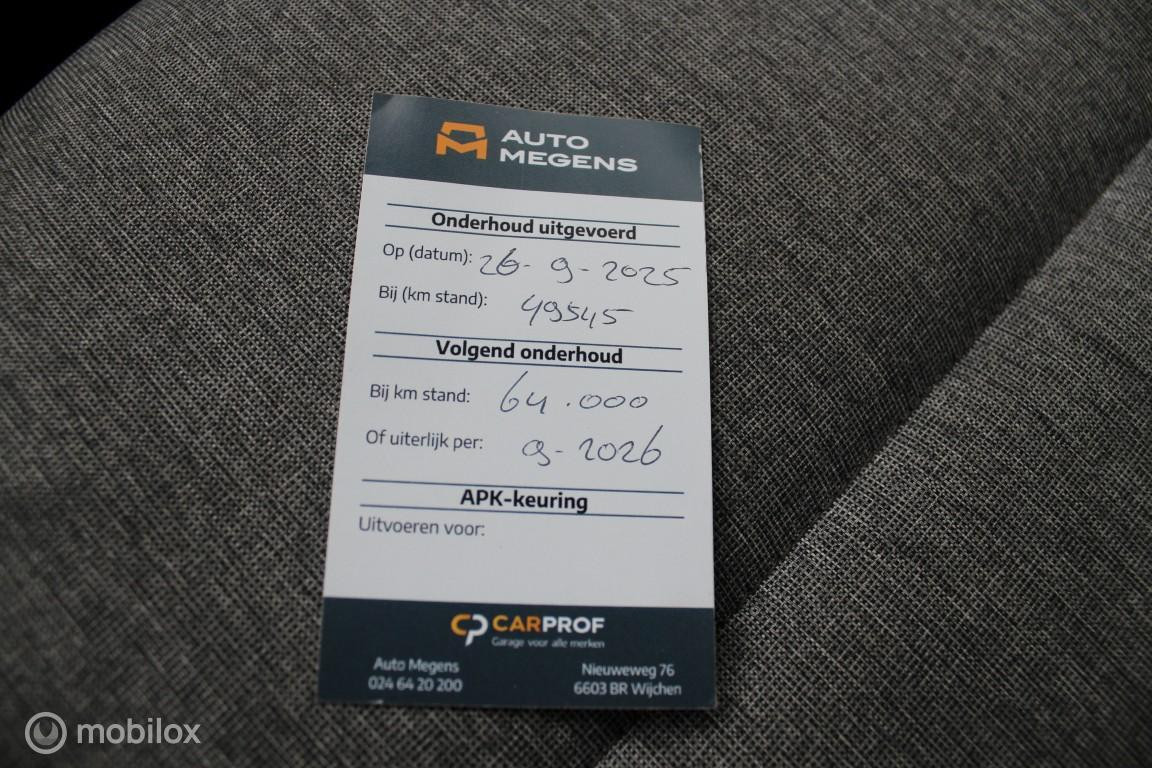 AUTO
MEGENS
Onderhoud uitgevoerd
Op (datum): 26-9-2025
Bij (km stand): 49545
Volgend onderhoud
Bij km stand: 64.000
Of uiterlijk per: 9-2026
APK-keuring
Uitvoeren voor:
CP CARPROF
Garage voor alle merken
Auto Megens
024 64 20 200
Nieuweweg 76
6603 BR Wijchen
mobilox